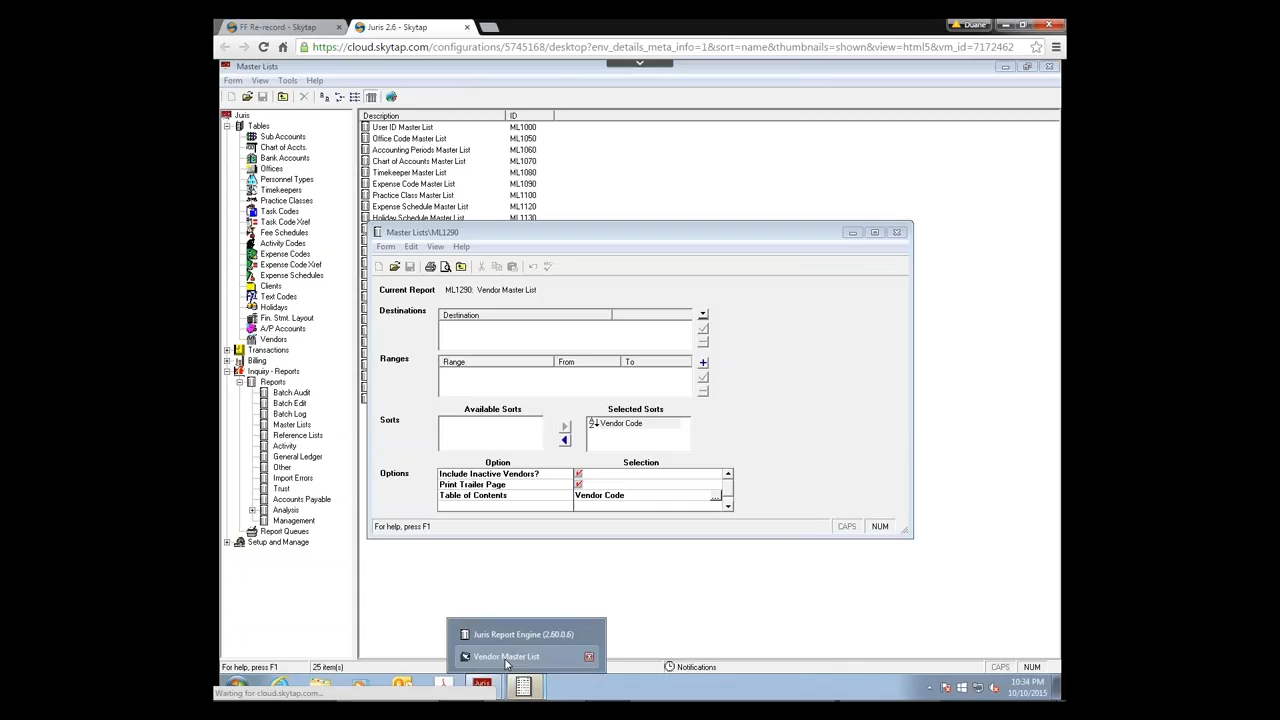 FF Re-record - Skytap
Juris 2.6 - Skytap
Duane
https://cloud.skytap.com/configurations/5745168/desktop?env_details_meta_info=1&sort=name&thumbnails=shown&view=html5&vm_id=7172462
Master Lists
Form View Tools Help
Juris
Tables
Sub Accounts
Chart of Accts.
Bank Accounts
Offices
Personnel Types
Timekeepers
Practice Classes
Task Codes
Task Code Xref
Fee Schedules
Activity Codes
Expense Codes
Expense Code Xref
Expense Schedules
Clients
Text Codes
Holidays
Fin. Stmt. Layout
A/P Accounts
Vendors
Transactions
Billing
Inquiry - Reports
Reports
Batch Audit
Batch Edit
Batch Log
Master Lists
Reference Lists
Activity
General Ledger
Other
Import Errors
Trust
Accounts Payable
Analysis
Management
Report Queues
Setup and Manage
Description ID
User ID Master List ML1000
Office Code Master List ML1050
Accounting Periods Master List ML1060
Chart of Accounts Master List ML1070
Timekeeper Master List ML1080
Expense Code Master List ML1090
Practice Class Master List ML1100
Expense Schedule Master List ML1120
Holiday Schedule Master List ML1130
Master Lists\ML1290
Form Edit View Help
Current Report ML1290: Vendor Master List
Destinations Destination
Ranges Range From To
Available Sorts Selected Sorts
Sorts Vendor Code
Option Selection
Options Include Inactive Vendors?
Print Trailer Page
Table of Contents Vendor Code ...
For help, press F1 CAPS NUM
Juris Report Engine (2.60.0.6)
Vendor Master List
For help, press F1 25 item(s) Notifications CAPS NUM
Juris
Waiting for cloud.skytap.com...
10:34 PM
10/10/2015